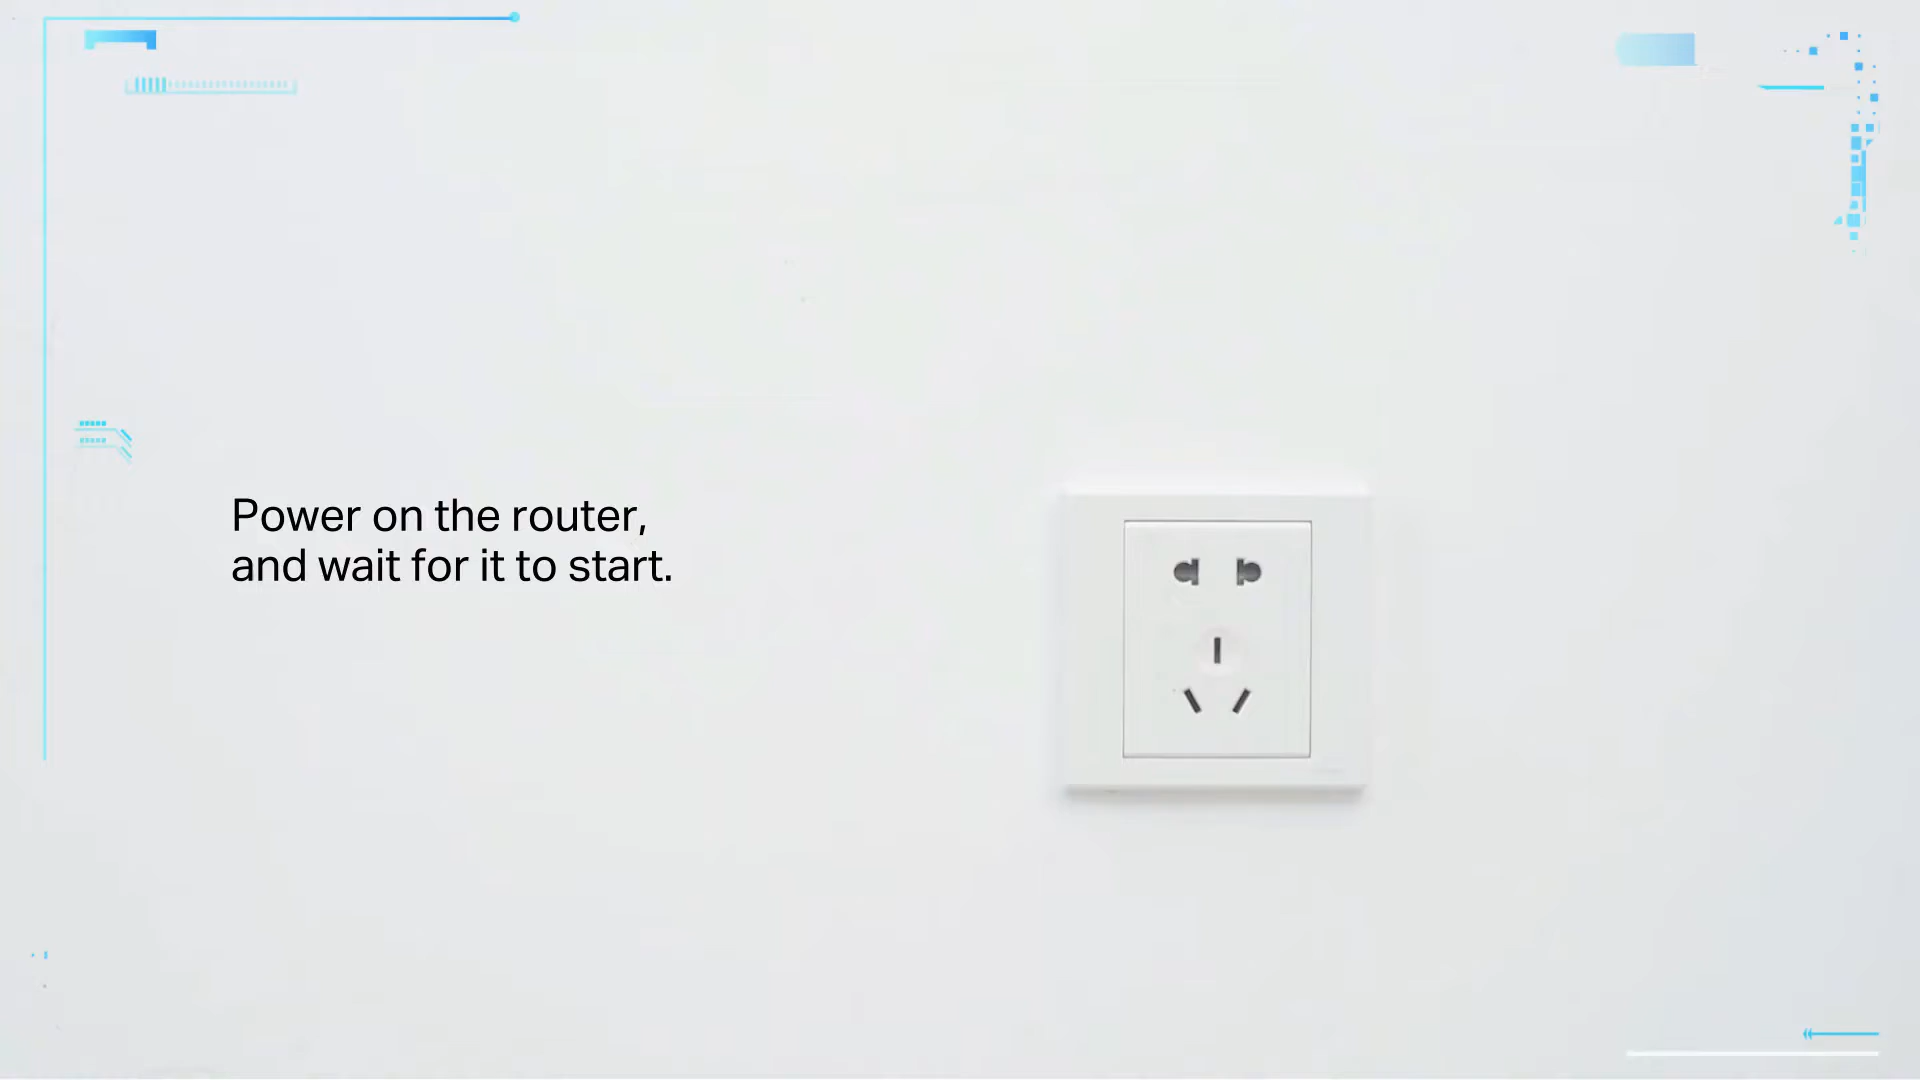 Power on the router,
and wait for it to start.